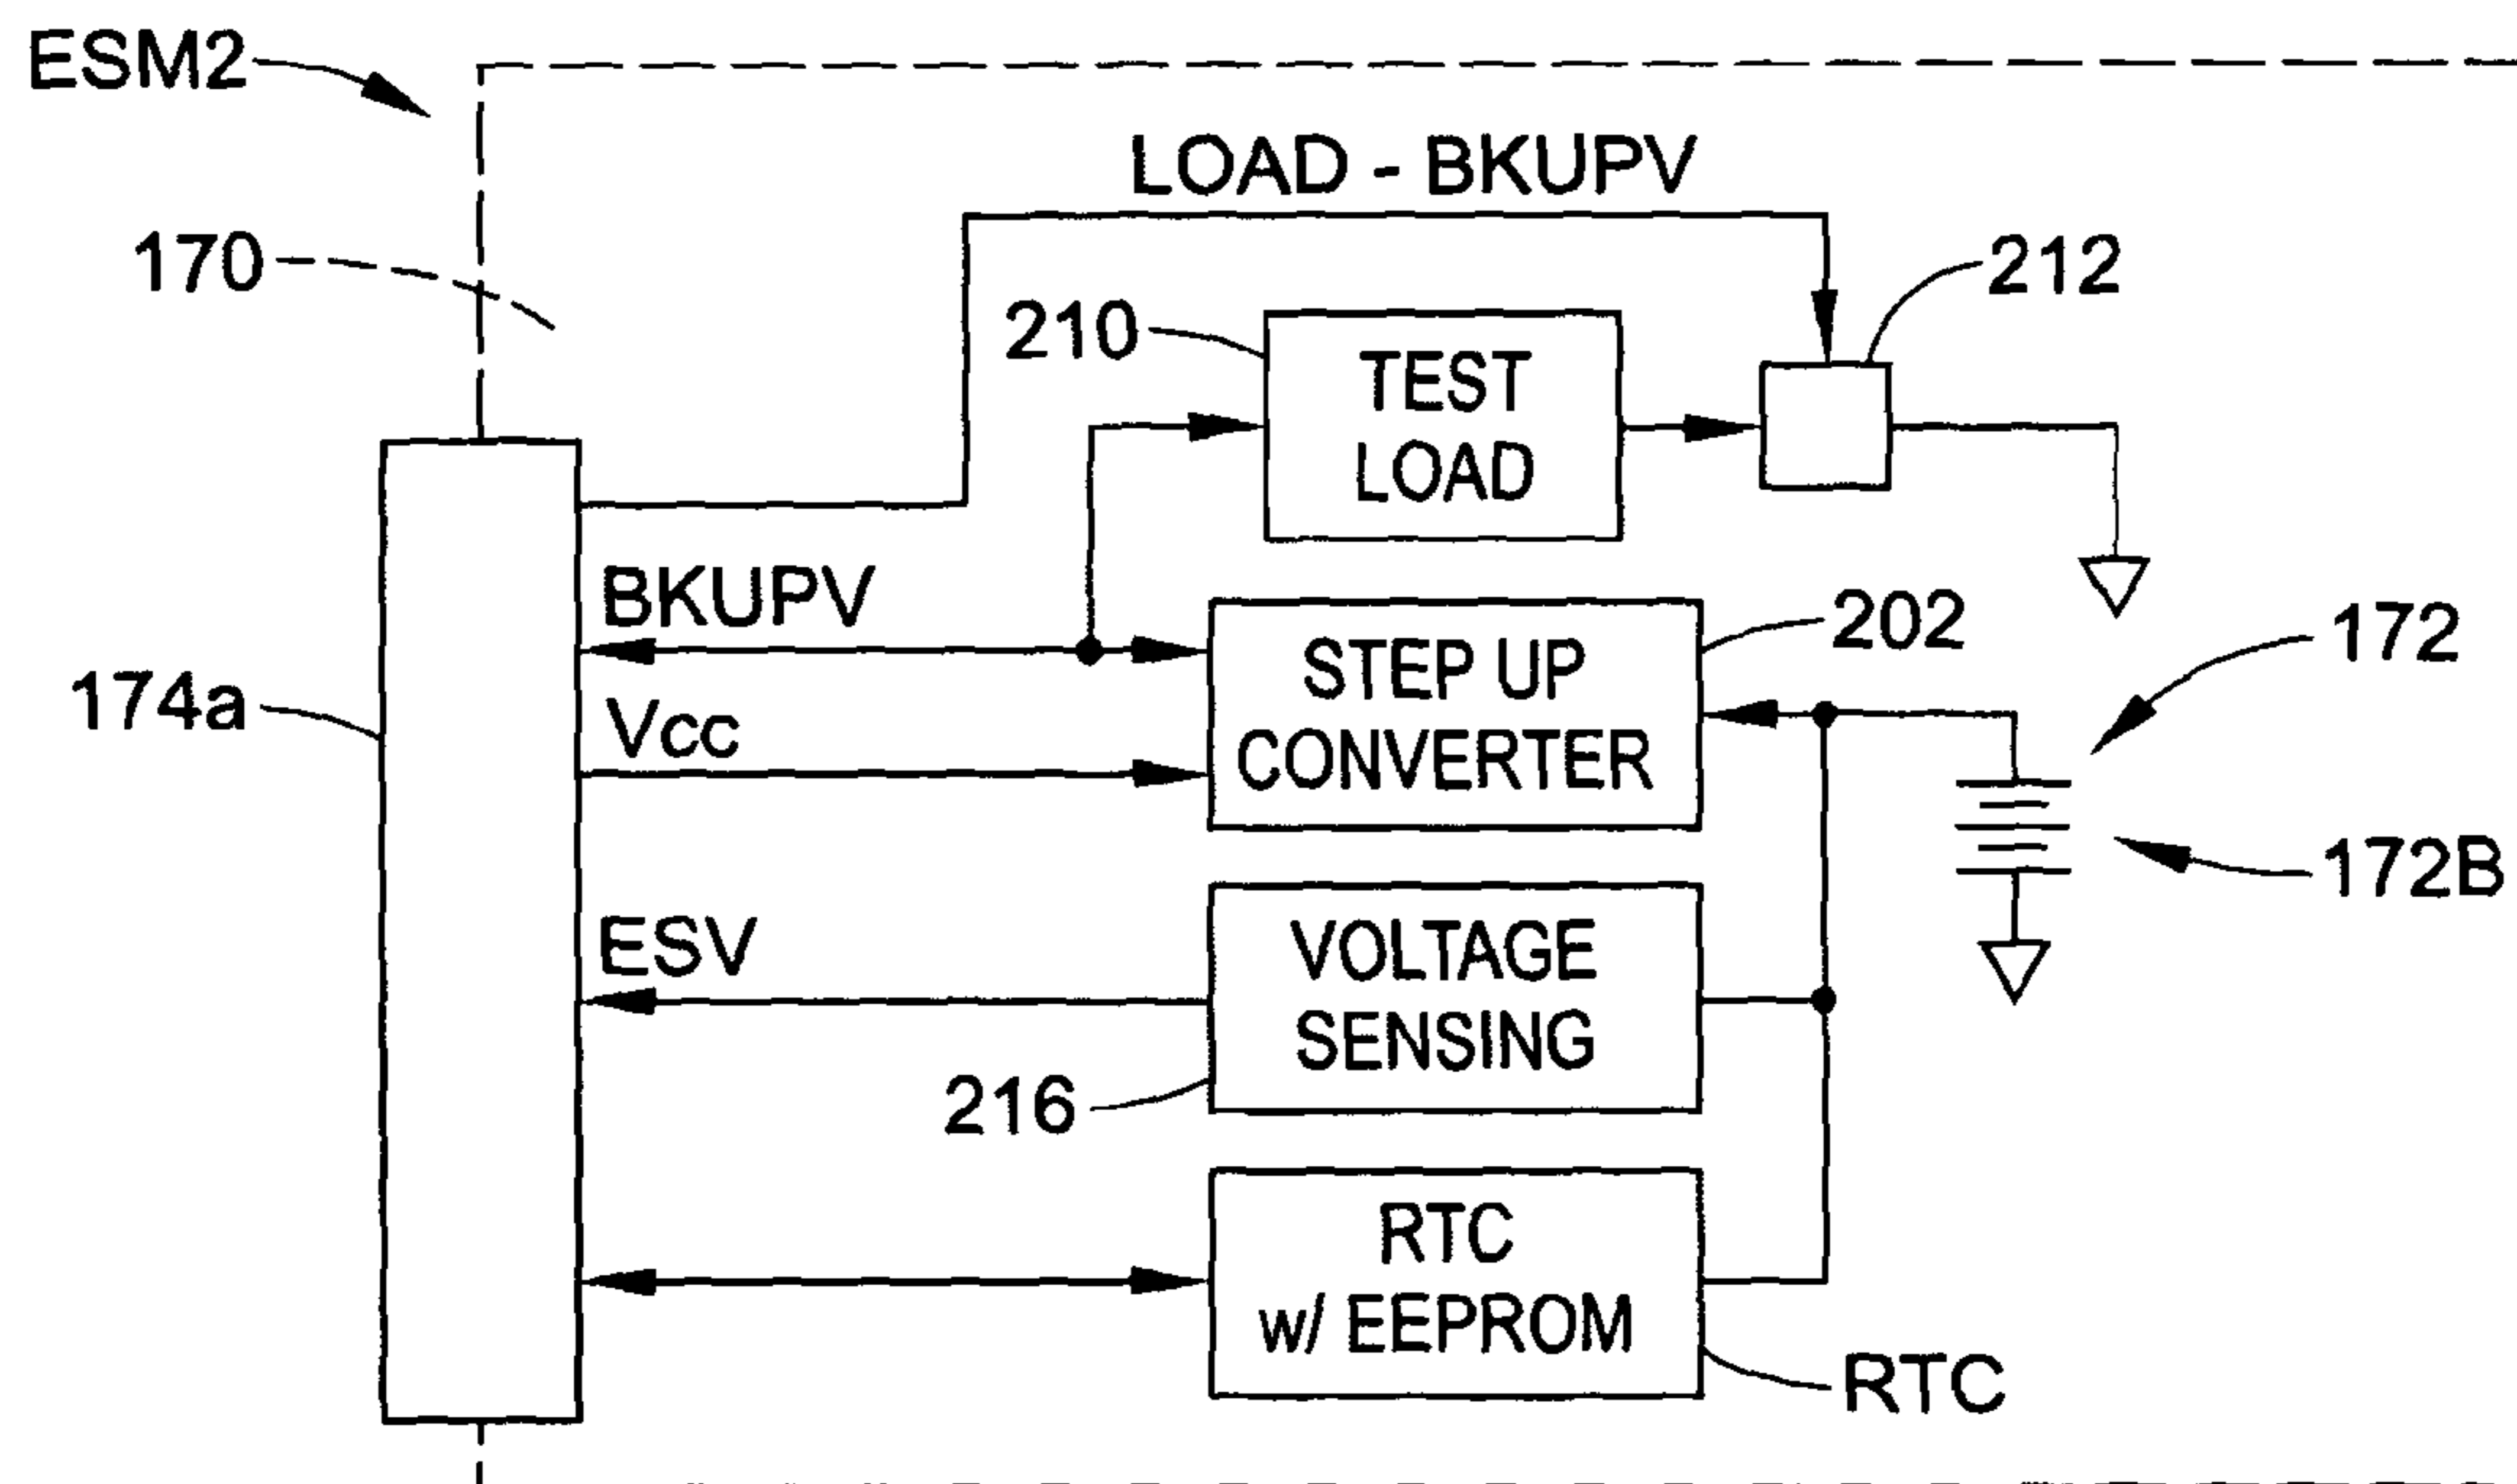 ESM2
LOAD - BKUPV
170
212
210
TEST
LOAD
BKUPV
202
STEP UP
CONVERTER
172
174a
Vcc
172B
ESV
VOLTAGE
SENSING
216
RTC
w/ EEPROM
RTC